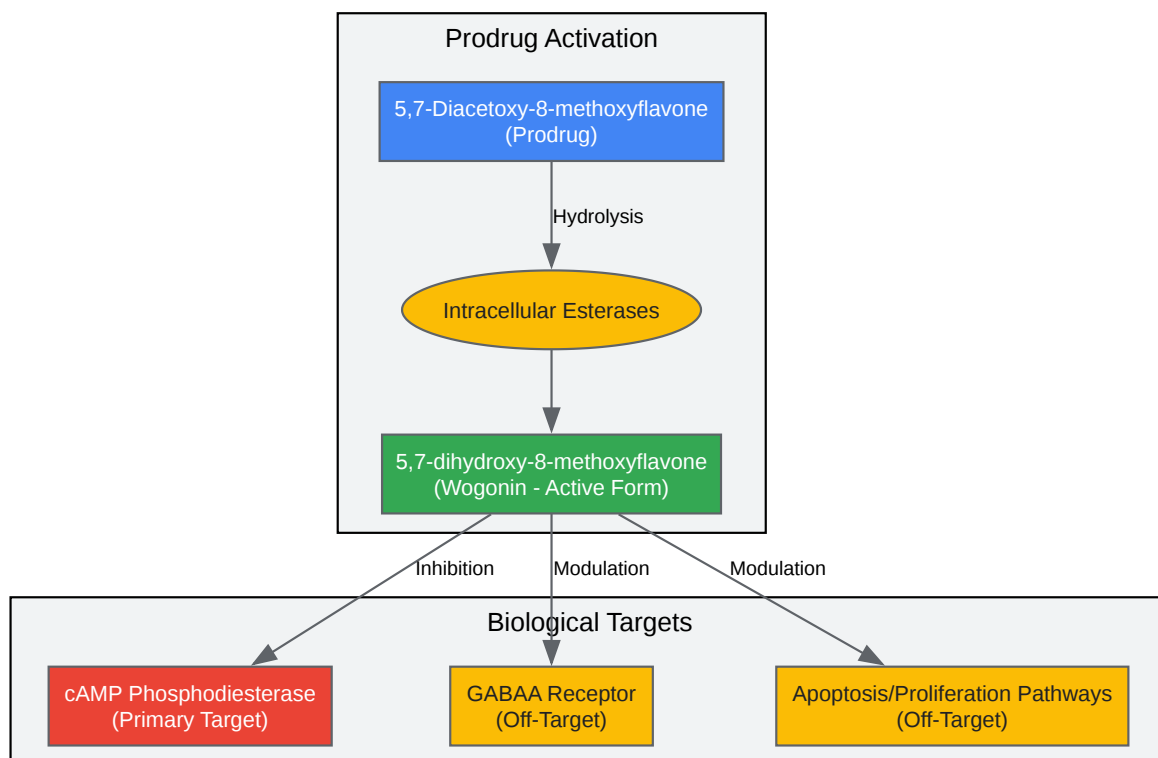 Prodrug Activation
5,7-Diacetoxy-8-methoxyflavone
(Prodrug)
Hydrolysis
Intracellular Esterases
5,7-dihydroxy-8-methoxyflavone
(Wogonin - Active Form)
Inhibition
Modulation
Modulation
Biological Targets
cAMP Phosphodiesterase
(Primary Target)
GABAA Receptor
(Off-Target)
Apoptosis/Proliferation Pathways
(Off-Target)